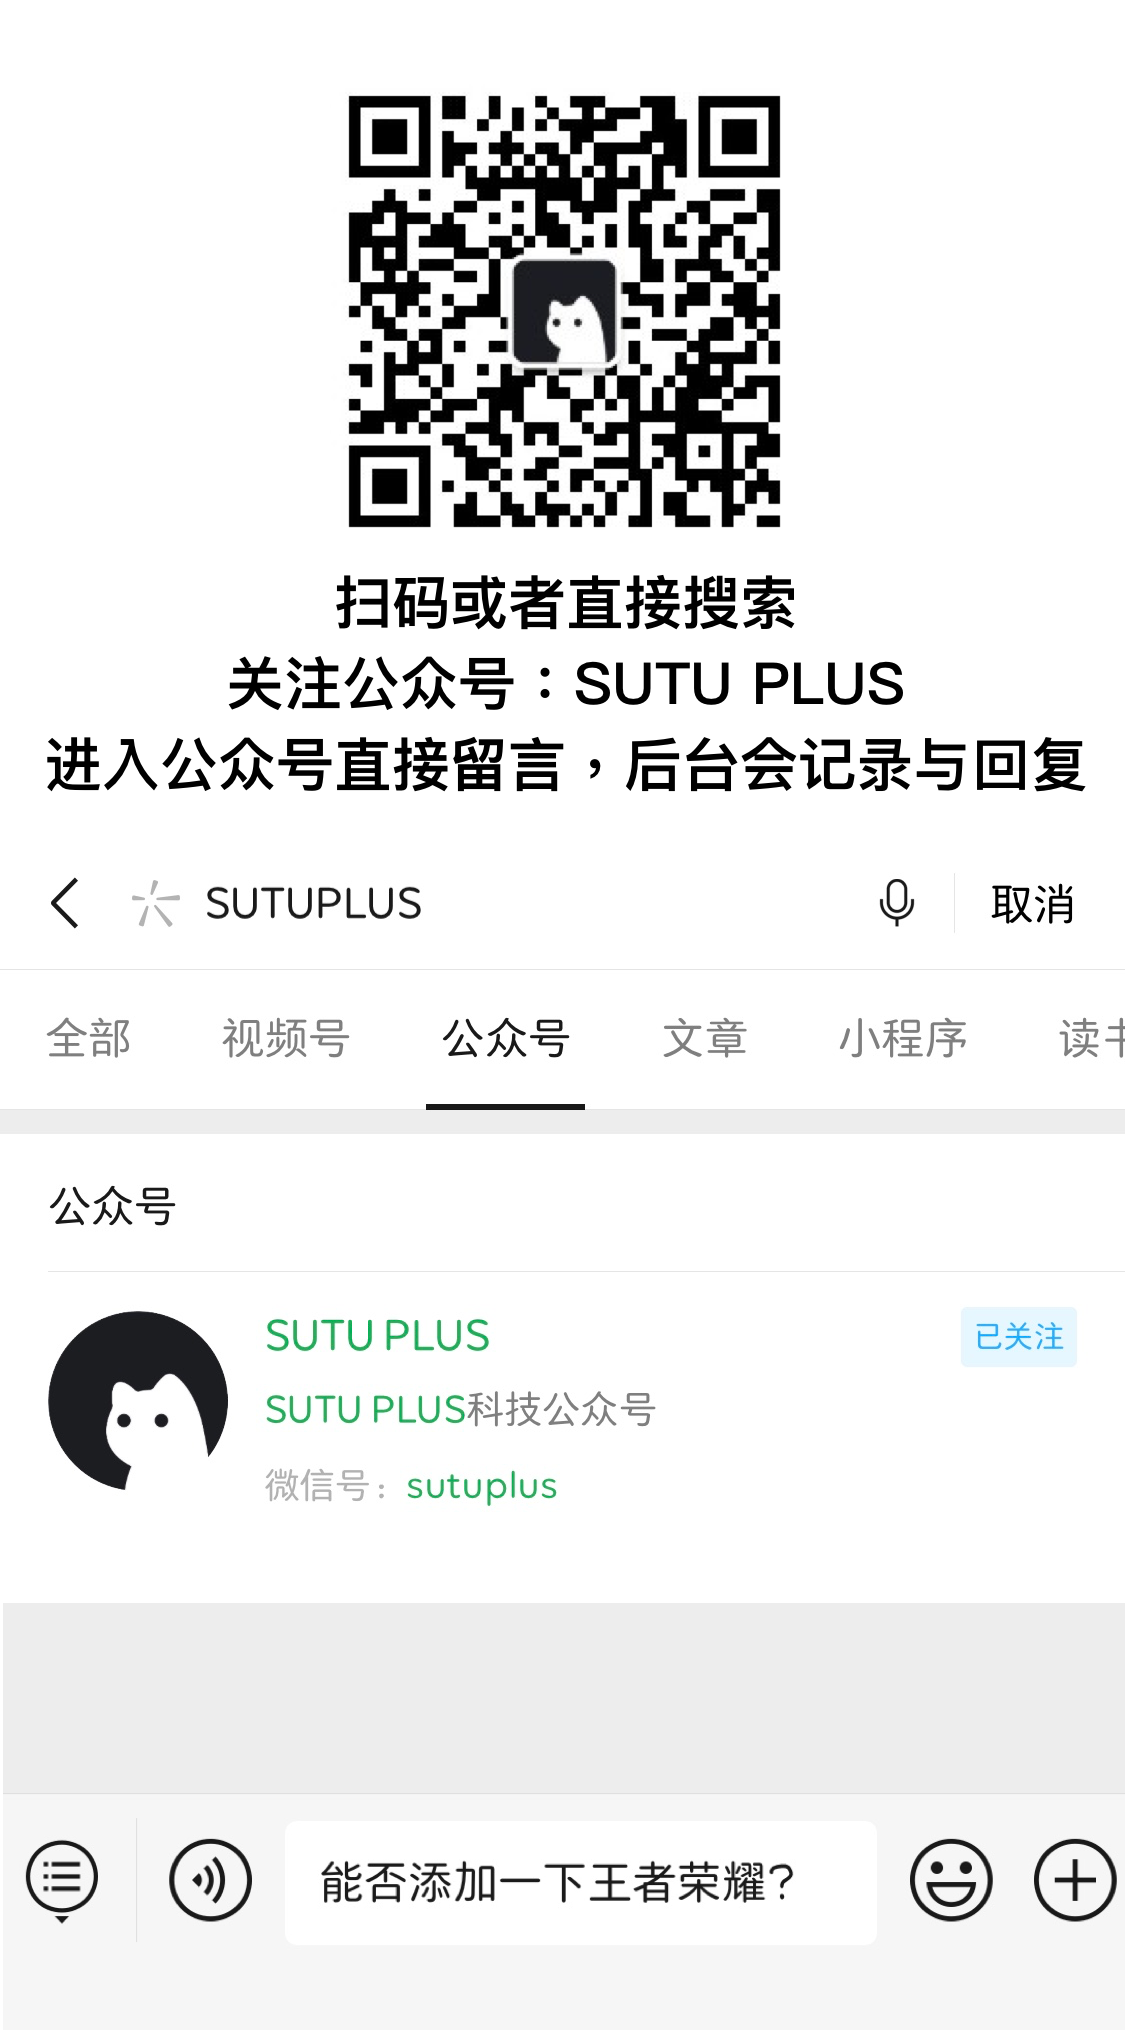 扫码或者直接搜索
关注公众号：SUTU PLUS
进入公众号直接留言，后台会记录与回复
SUTUPLUS 取消
全部 视频号 公众号 文章 小程序 读书
公众号
SUTU PLUS 已关注
SUTU PLUS科技公众号
微信号：sutuplus
能否添加一下王者荣耀？